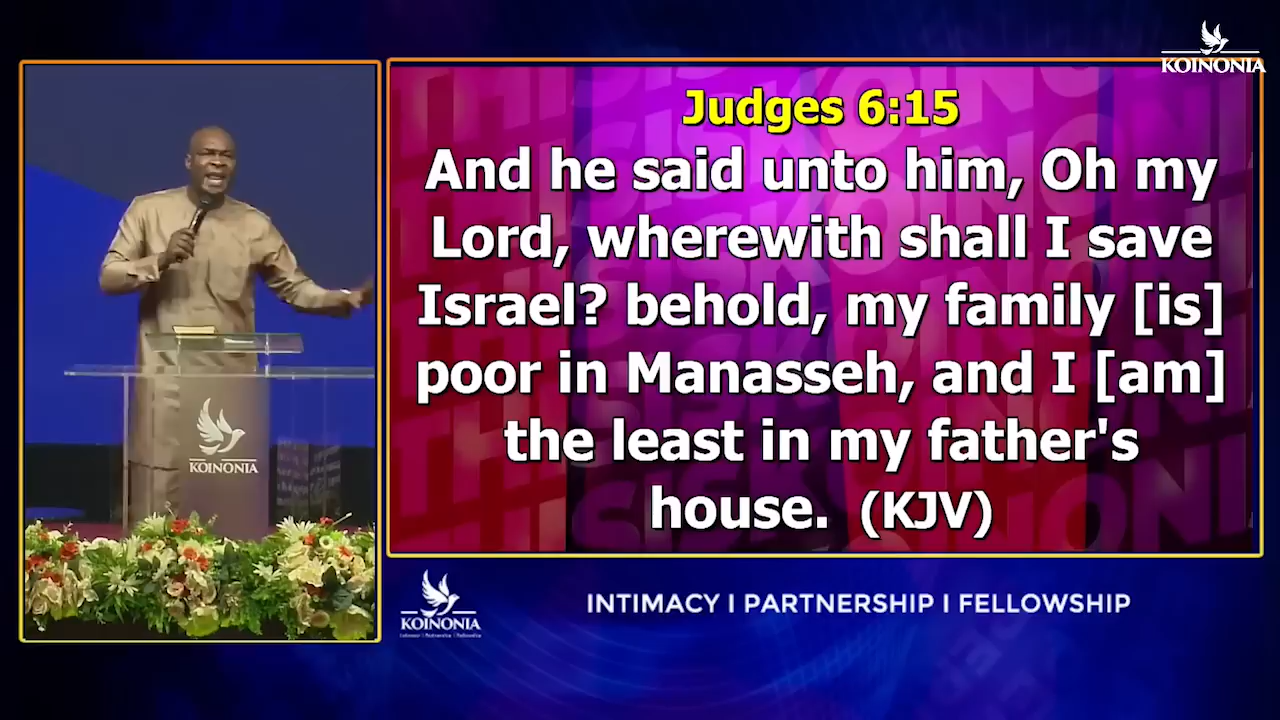 KOINONIA
Judges 6:15
And he said unto him, Oh my
Lord, wherewith shall I save
Israel? behold, my family [is]
poor in Manasseh, and I [am]
the least in my father's
house. (KJV)
KOINONIA
KOINONIA
INTIMACY I PARTNERSHIP I FELLOWSHIP